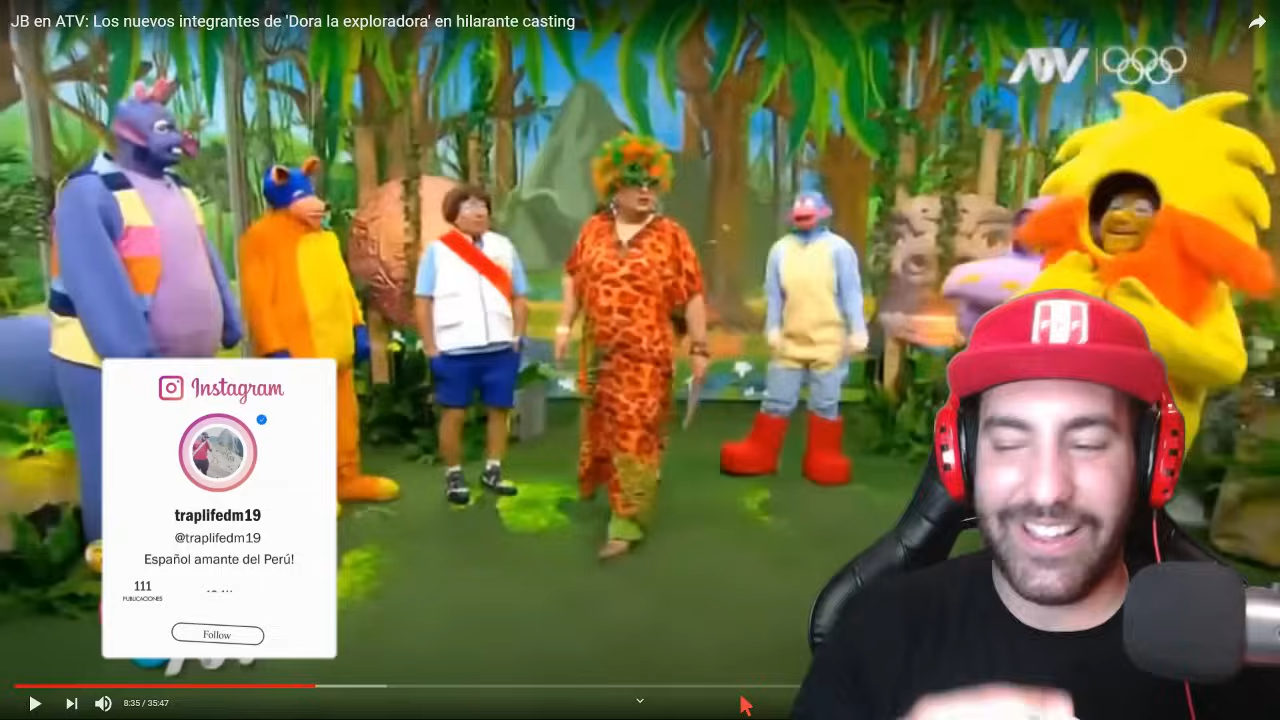 JB en ATV: Los nuevos integrantes de 'Dora la exploradora' en hilarante casting
ATV
Instagram
traplifedm19
@traplifedm19
Español amante del Perú!
111
PUBLICACIONES
Follow
FPF
8:35 / 35:47